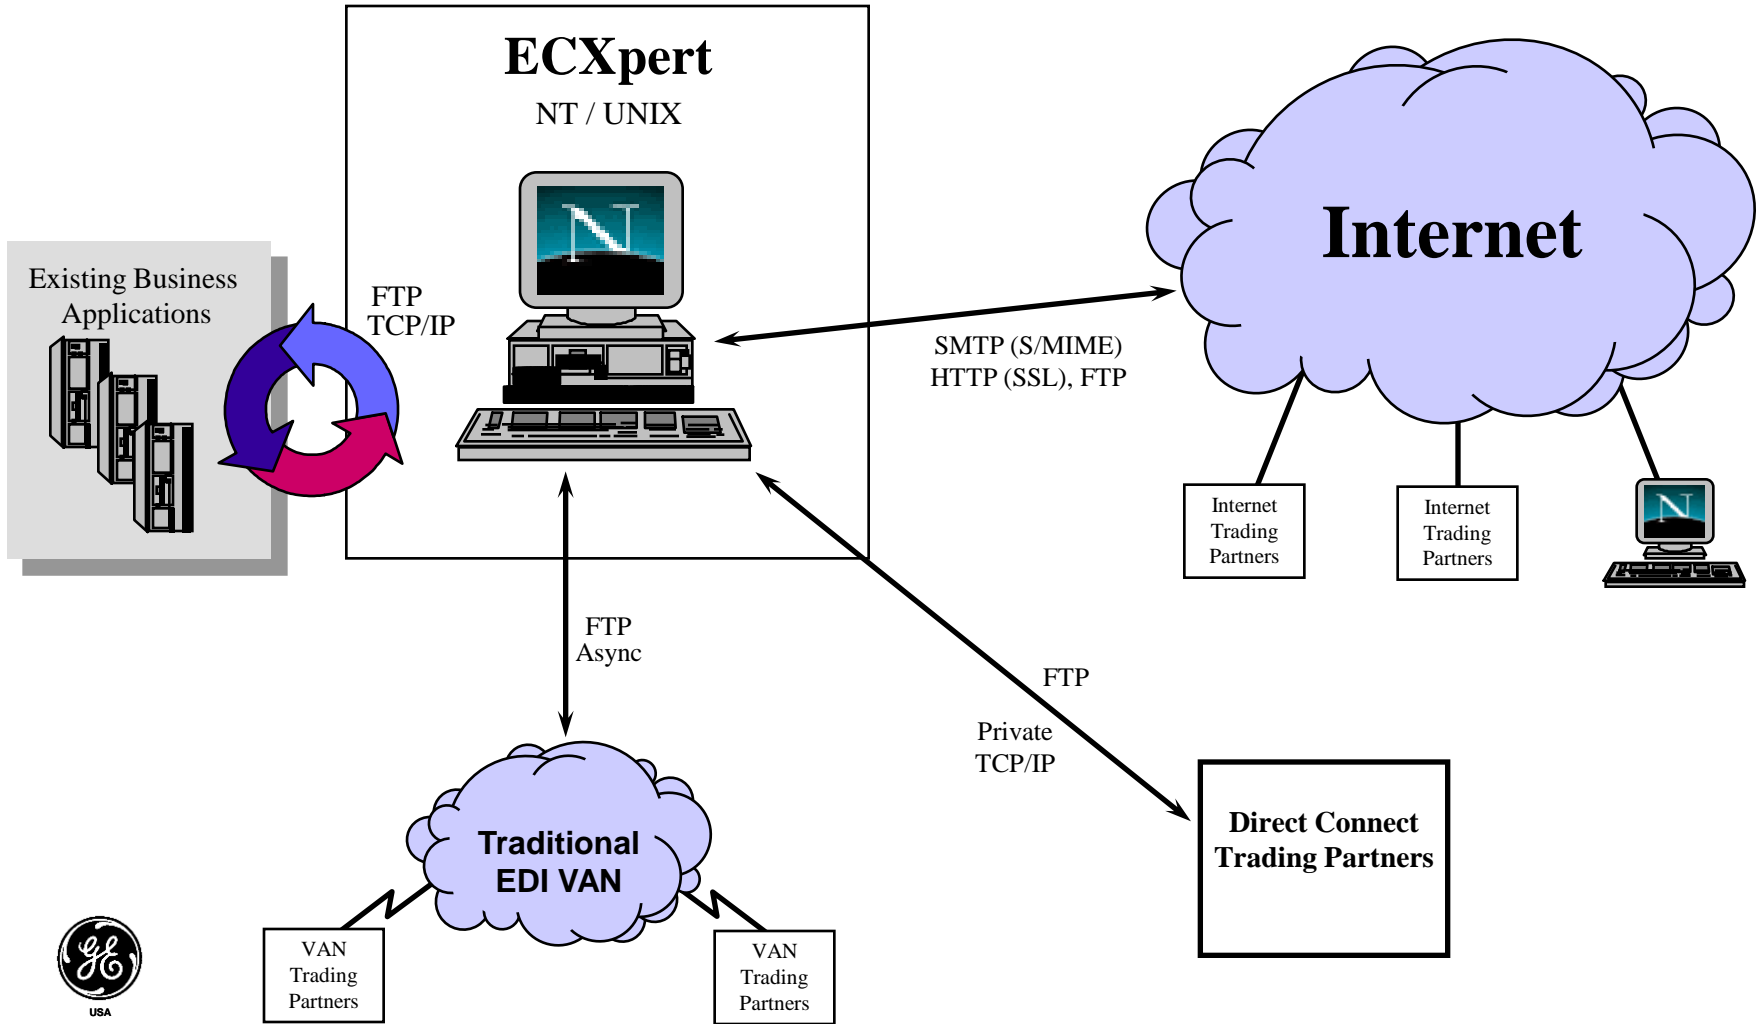 ECXpert
NT / UNIX
N
Internet
Existing Business
Applications
FTP
TCP/IP
SMTP (S/MIME)
HTTP (SSL), FTP
Internet
Trading
Partners
Internet
Trading
Partners
N
FTP
Async
FTP
Private
TCP/IP
Direct Connect
Trading Partners
Traditional
EDI VAN
VAN
Trading
Partners
VAN
Trading
Partners
GE
USA